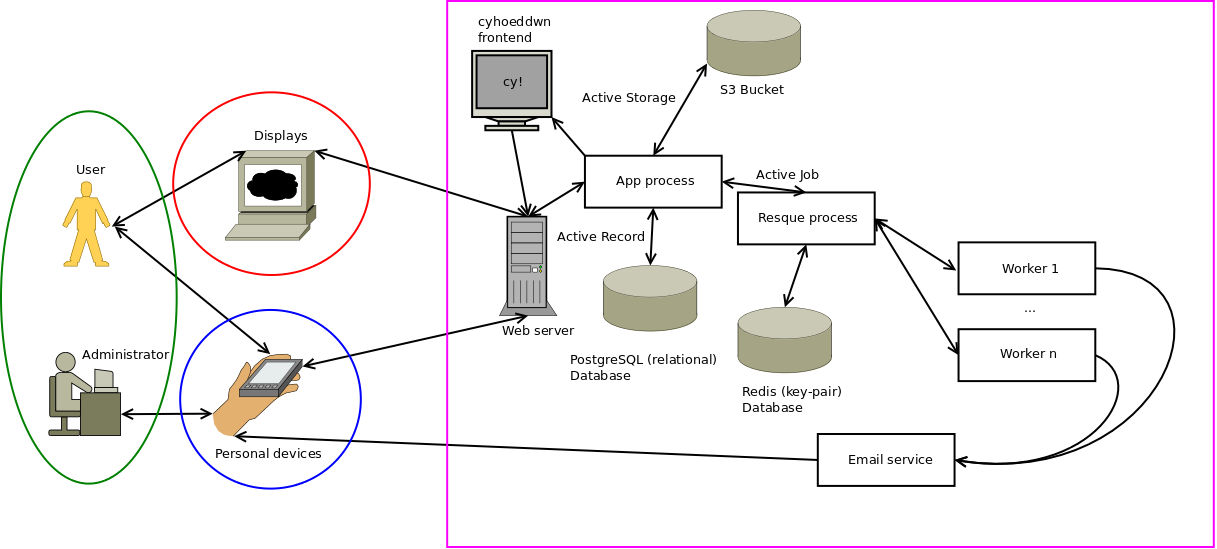 cyhoeddwn
frontend
cy!
S3 Bucket
Active Storage
Displays
User
App process
Active Job
Resque process
Active Record
Worker 1
...
Web server
Worker n
Administrator
PostgreSQL (relational)
Database
Redis (key-pair)
Database
Personal devices
Email service